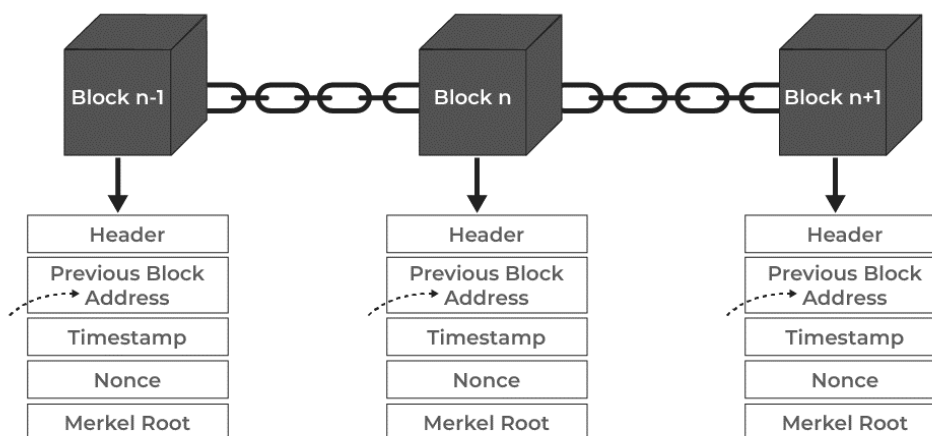 Block n-1
Block n
Block n+1
Header
Header
Header
Previous Block
Address
Previous Block
Address
Previous Block
Address
Timestamp
Timestamp
Timestamp
Nonce
Nonce
Nonce
Merkel Root
Merkel Root
Merkel Root